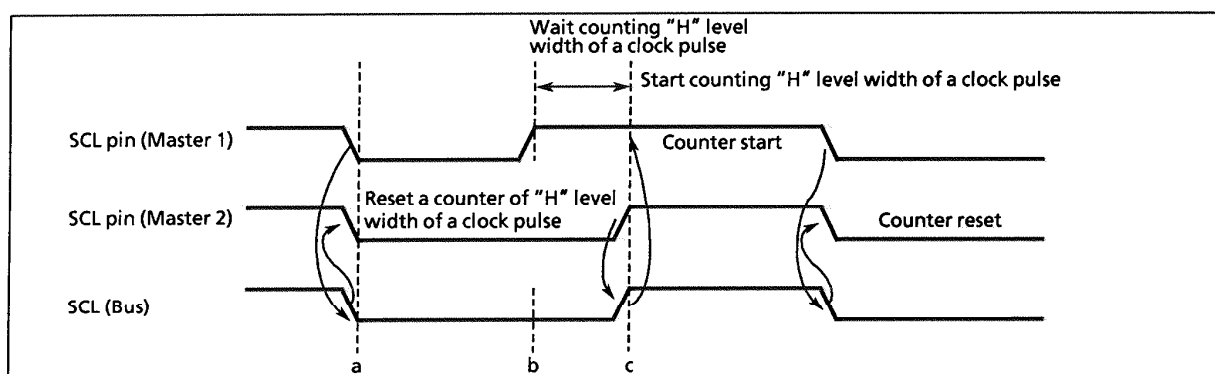 Wait counting "H" level
width of a clock pulse
Start counting "H" level width of a clock pulse
SCL pin (Master 1)
Counter start
Reset a counter of "H" level
width of a clock pulse
SCL pin (Master 2)
Counter reset
SCL (Bus)
a
b
c